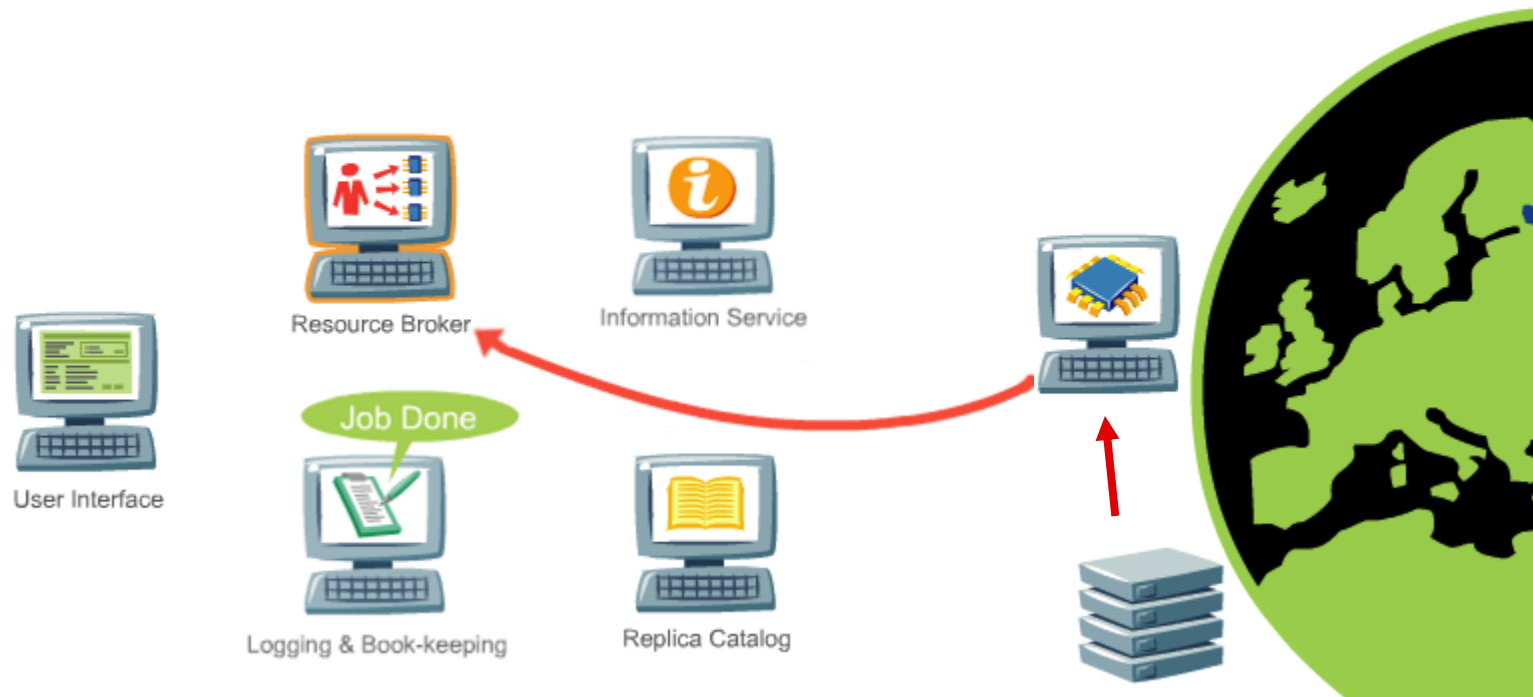 Resource Broker
Information Service
User Interface
Job Done
Logging & Book-keeping
Replica Catalog